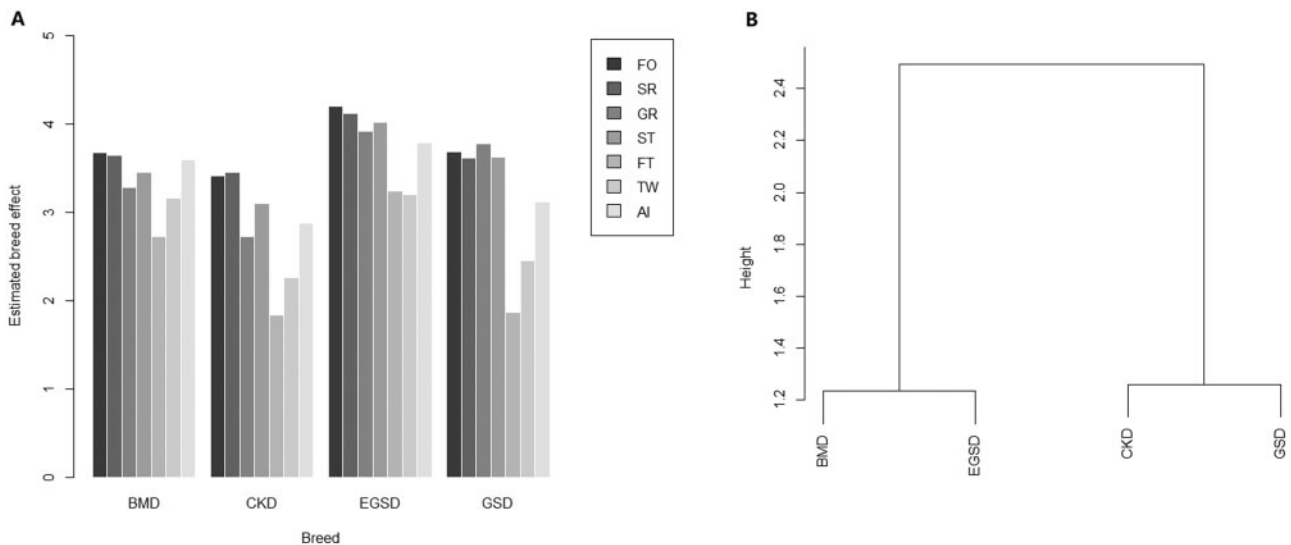 A
5
4
3
2
1
0
Estimated breed effect
BMD
CKD
EGSD
GSD
Breed
FO
SR
GR
ST
FT
TW
AI
B
2.4
2.2
2.0
1.8
1.6
1.4
1.2
Height
BMD
EGSD
CKD
GSD